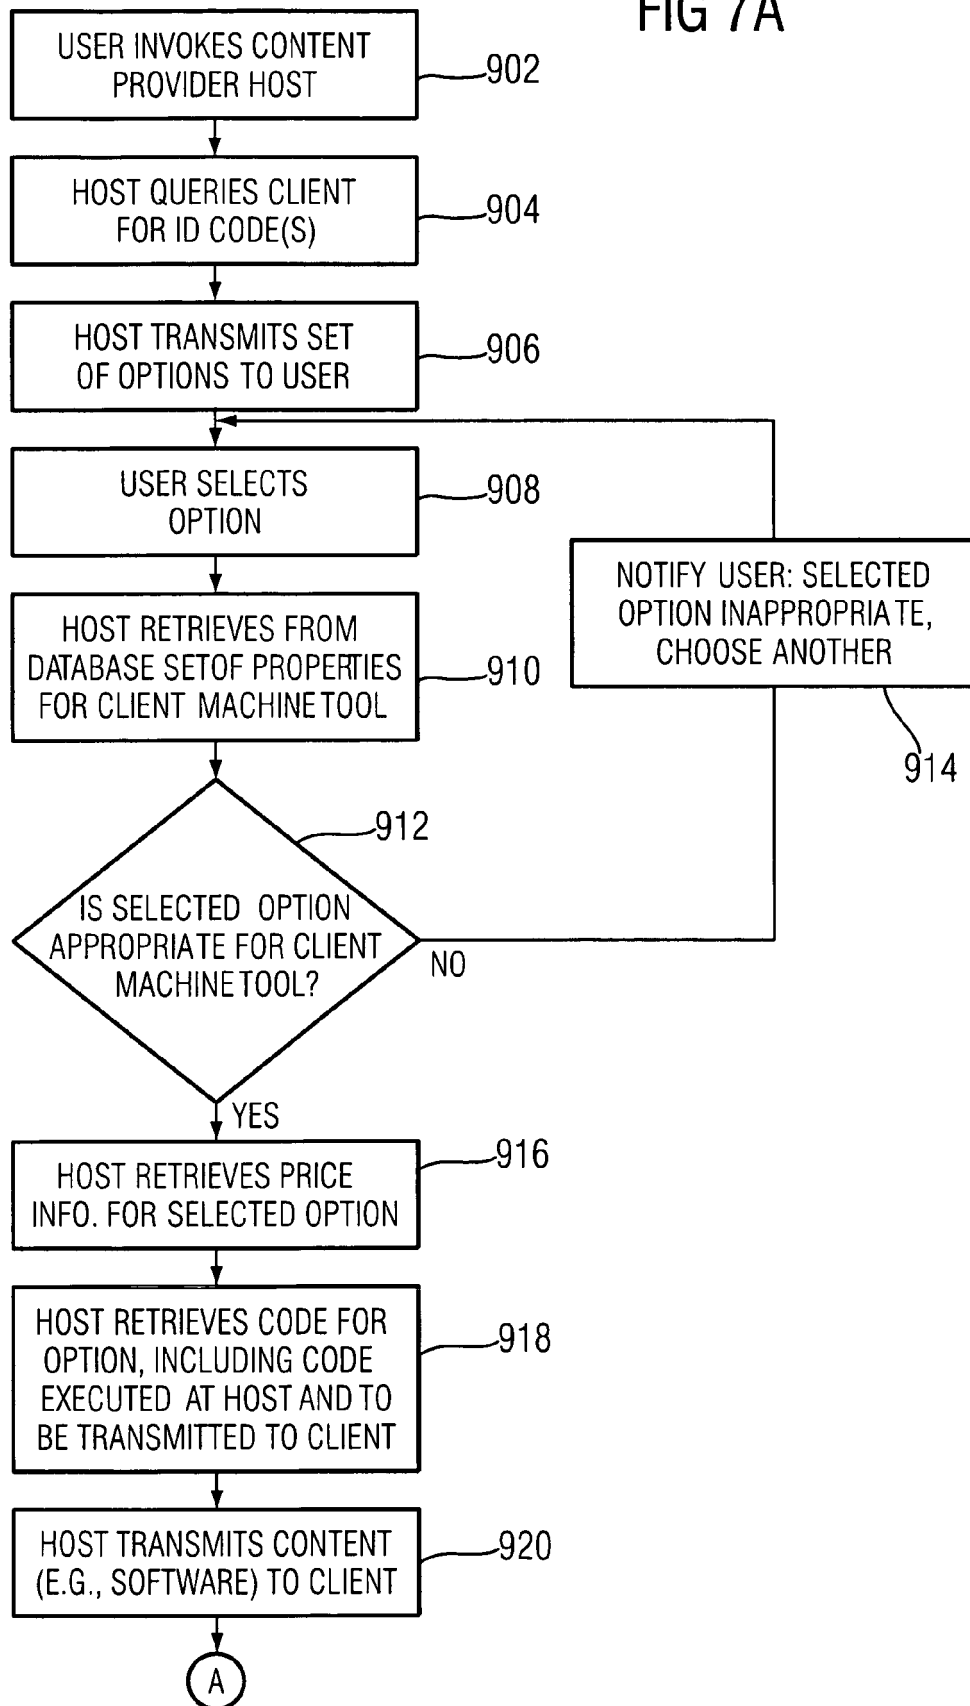 FIG 7A
USER INVOKES CONTENT
PROVIDER HOST
902
HOST QUERIES CLIENT
FOR ID CODE(S)
904
HOST TRANSMITS SET
OF OPTIONS TO USER
906
USER SELECTS
OPTION
908
NOTIFY USER: SELECTED
OPTION INAPPROPRIATE,
CHOOSE ANOTHER
914
HOST RETRIEVES FROM
DATABASE SETOF PROPERTIES
FOR CLIENT MACHINE TOOL
910
912
IS SELECTED OPTION
APPROPRIATE FOR CLIENT
MACHINE TOOL?
NO
YES
HOST RETRIEVES PRICE
INFO. FOR SELECTED OPTION
916
HOST RETRIEVES CODE FOR
OPTION, INCLUDING CODE
EXECUTED AT HOST AND TO
BE TRANSMITTED TO CLIENT
918
HOST TRANSMITS CONTENT
(E.G., SOFTWARE) TO CLIENT
920
A